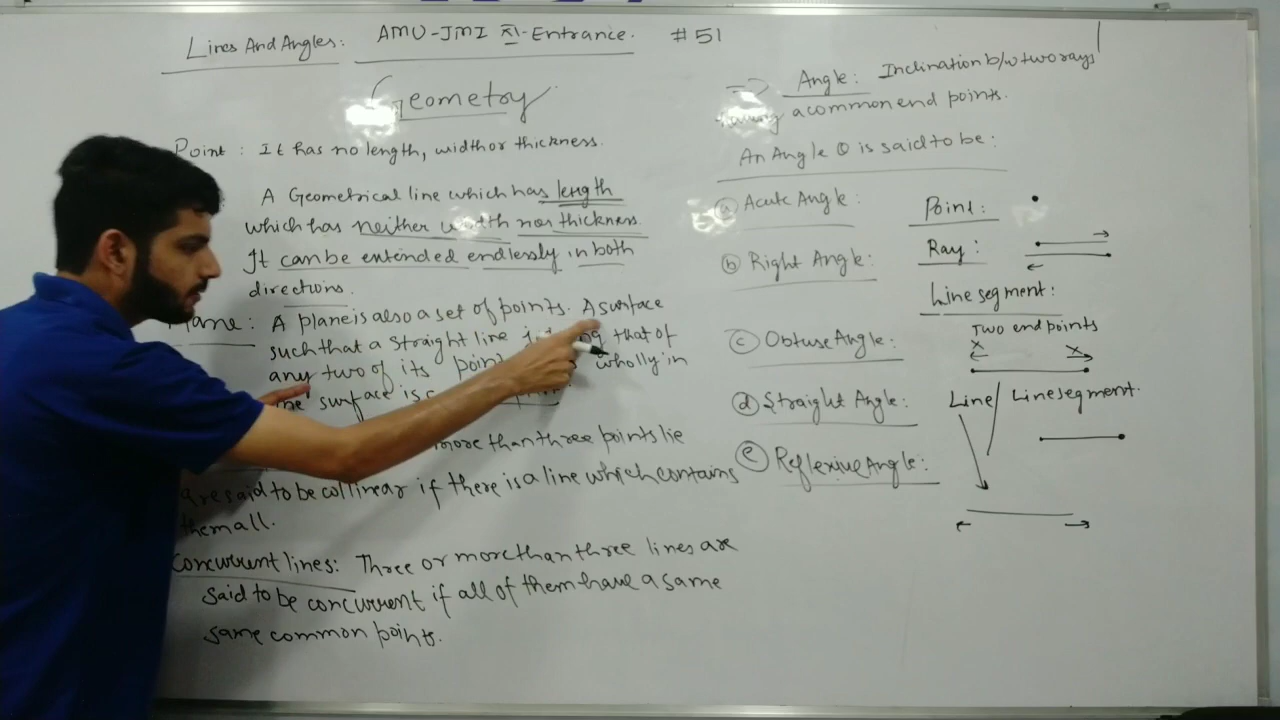 Lines And Angles: AMU-JMI XI-Entrance. #51
Geometry
Point: It has no length, width or thickness.
A Geometrical line which has length
which has neither width nor thickness.
It can be extended endlessly in both
directions.
Plane: A plane is also a set of points. A surface
such that a straight line that of
any two of its point wholly in
surface is
more than three points lie
are said to be collinear if there is a line which contains
them all.
Concurrent lines: Three or more than three lines are
said to be concurrent if all of them have a same
same common points.
=> Angle: Inclination b/w two rays
having a common end points.
An Angle θ is said to be:
(a) Acute Angle:
(b) Right Angle:
(c) Obtuse Angle:
(d) Straight Angle:
(e) Reflexive Angle:
Point:
Ray:
Line segment:
Two end points
x x
Line / Line segment.